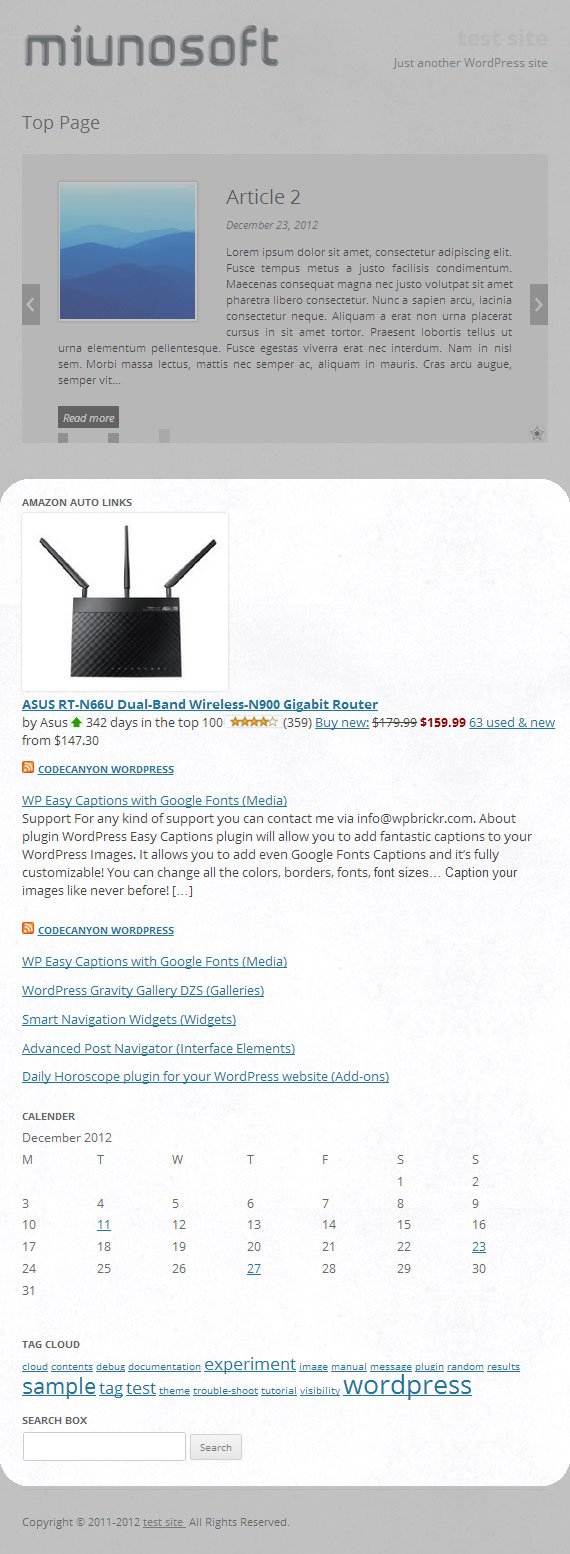 miunosoft
test site
Just another WordPress site
Top Page
Article 2
December 23, 2012
Lorem ipsum dolor sit amet, consectetur adipiscing elit.
Fusce tempus metus a justo facilisis condimentum.
Maecenas consequat magna nec justo volutpat sit amet
pharetra libero consectetur. Nunc a sapien arcu, lacinia
consectetur neque. Aliquam a erat non urna placerat
cursus in sit amet tortor. Praesent lobortis tellus ut
urna elementum pellentesque. Fusce egestas viverra erat nec interdum. Nam in nisl
sem. Morbi massa lectus, mattis nec semper ac, aliquam in mauris. Cras arcu augue,
semper vit...
Read more
AMAZON AUTO LINKS
ASUS RT-N66U Dual-Band Wireless-N900 Gigabit Router
by Asus 342 days in the top 100 (359) Buy new: $179.99 $159.99 63 used & new
from $147.30
CODECANYON WORDPRESS
WP Easy Captions with Google Fonts (Media)
Support For any kind of support you can contact me via info@wpbrickr.com. About
plugin WordPress Easy Captions plugin will allow you to add fantastic captions to your
WordPress Images. It allows you to add even Google Fonts Captions and it's fully
customizable! You can change all the colors, borders, fonts, font sizes… Caption your
images like never before! […]
CODECANYON WORDPRESS
WP Easy Captions with Google Fonts (Media)
WordPress Gravity Gallery DZS (Galleries)
Smart Navigation Widgets (Widgets)
Advanced Post Navigator (Interface Elements)
Daily Horoscope plugin for your WordPress website (Add-ons)
CALENDER
December 2012
M T W T F S S
1 2
3 4 5 6 7 8 9
10 11 12 13 14 15 16
17 18 19 20 21 22 23
24 25 26 27 28 29 30
31
TAG CLOUD
cloud contents debug documentation experiment image manual message plugin random results
sample tag test theme trouble-shoot tutorial visibility wordpress
SEARCH BOX
Search
Copyright © 2011-2012 test site All Rights Reserved.